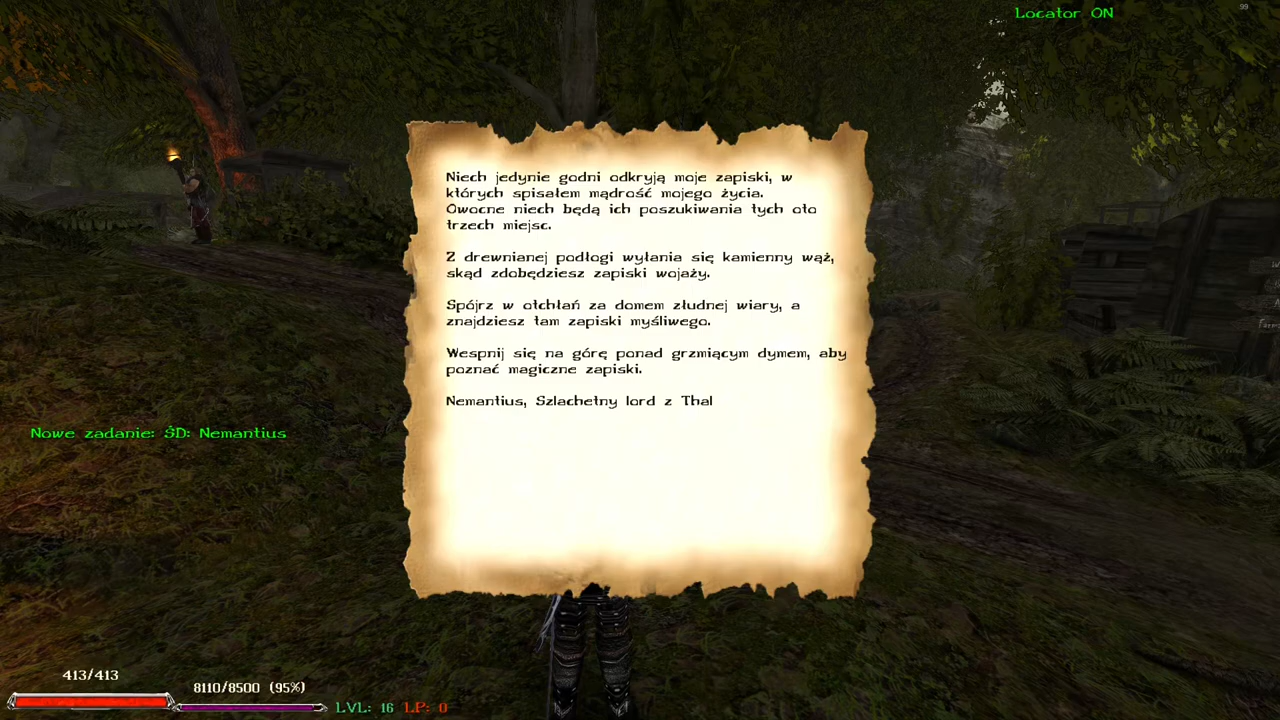 Locator ON
99
Niech jedynie godni odkryją moje zapiski, w
których spisałem mądrość mojego życia.
Owocne niech będą ich poszukiwania tych oto
trzech miejsc.
Z drewnianej podłogi wyłania się kamienny wąż,
skąd zdobędziesz zapiski wojaży.
Spójrz w otchłań za domem złudnej wiary, a
znajdziesz tam zapiski myśliwego.
Wespnij się na górę ponad grzmiącym dymem, aby
poznać magiczne zapiski.
Nemantius, Szlachetny lord z Thal
Nowe zadanie: ŚD: Nemantius
413/413
8110/8500 (95%)
LVL: 16 LP: 0